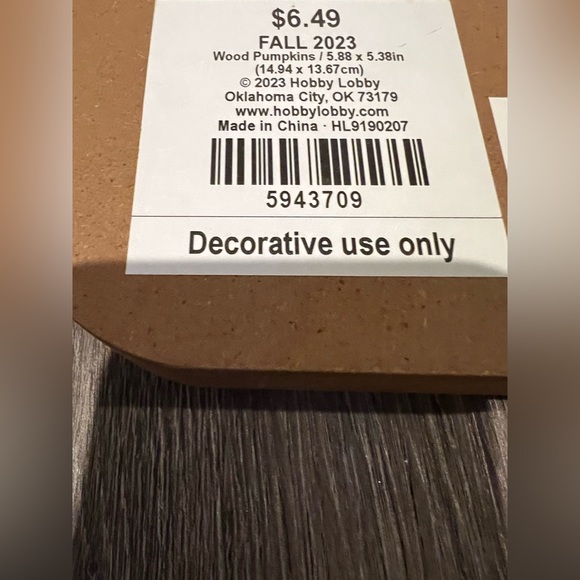 $6.49
FALL 2023
Wood Pumpkins / 5.88 x 5.38in
(14.94 x 13.67cm)
© 2023 Hobby Lobby
Oklahoma City, OK 73179
www.hobbylobby.com
Made in China · HL9190207
5943709
Decorative use only